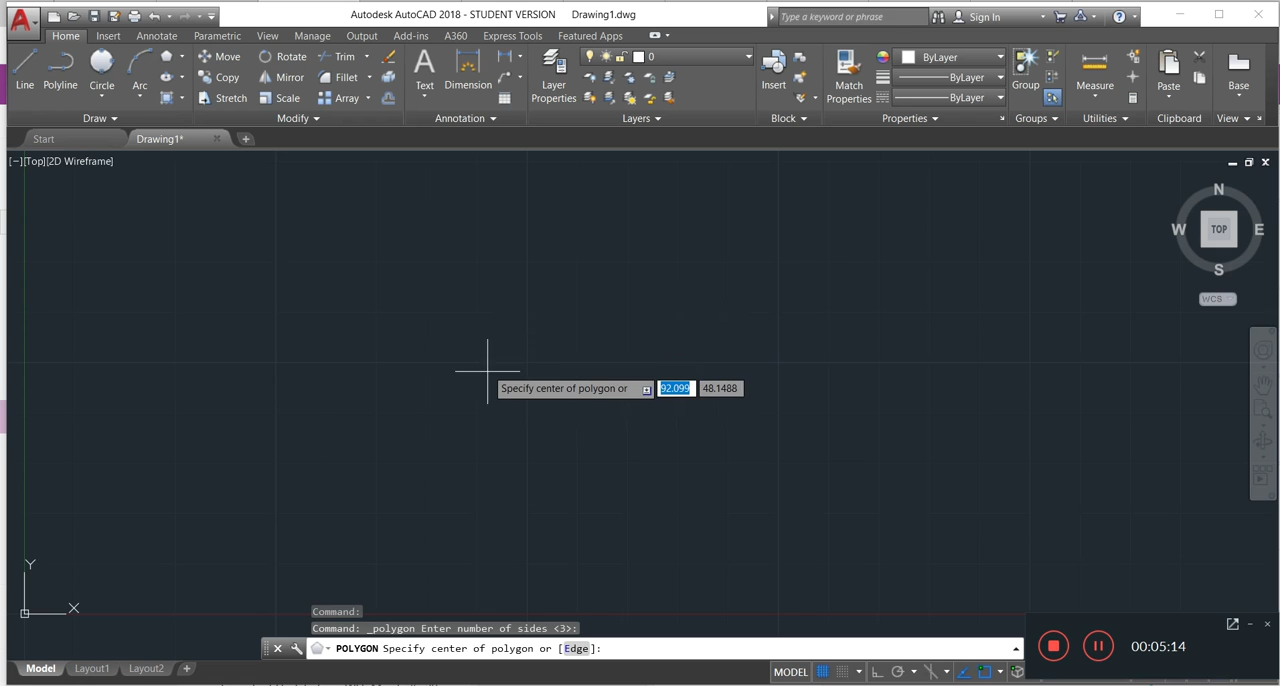 Autodesk AutoCAD 2018 - STUDENT VERSION Drawing1.dwg Type a keyword or phrase Sign In
Home Insert Annotate Parametric View Manage Output Add-ins A360 Express Tools Featured Apps
Line Polyline Circle Arc Move Rotate Trim Copy Mirror Fillet Stretch Scale Array Text Dimension Layer Properties 0 Insert Match Properties ByLayer ByLayer ByLayer Group Measure Paste Base
Draw Modify Annotation Layers Block Properties Groups Utilities Clipboard View
Start Drawing1* +
[−][Top][2D Wireframe]
N
W TOP E
S
WCS
Specify center of polygon or 92.099 48.1488
Y
X
Command:
Command: _polygon Enter number of sides <3>:
POLYGON Specify center of polygon or [Edge]:
00:05:14
Model Layout1 Layout2 + MODEL